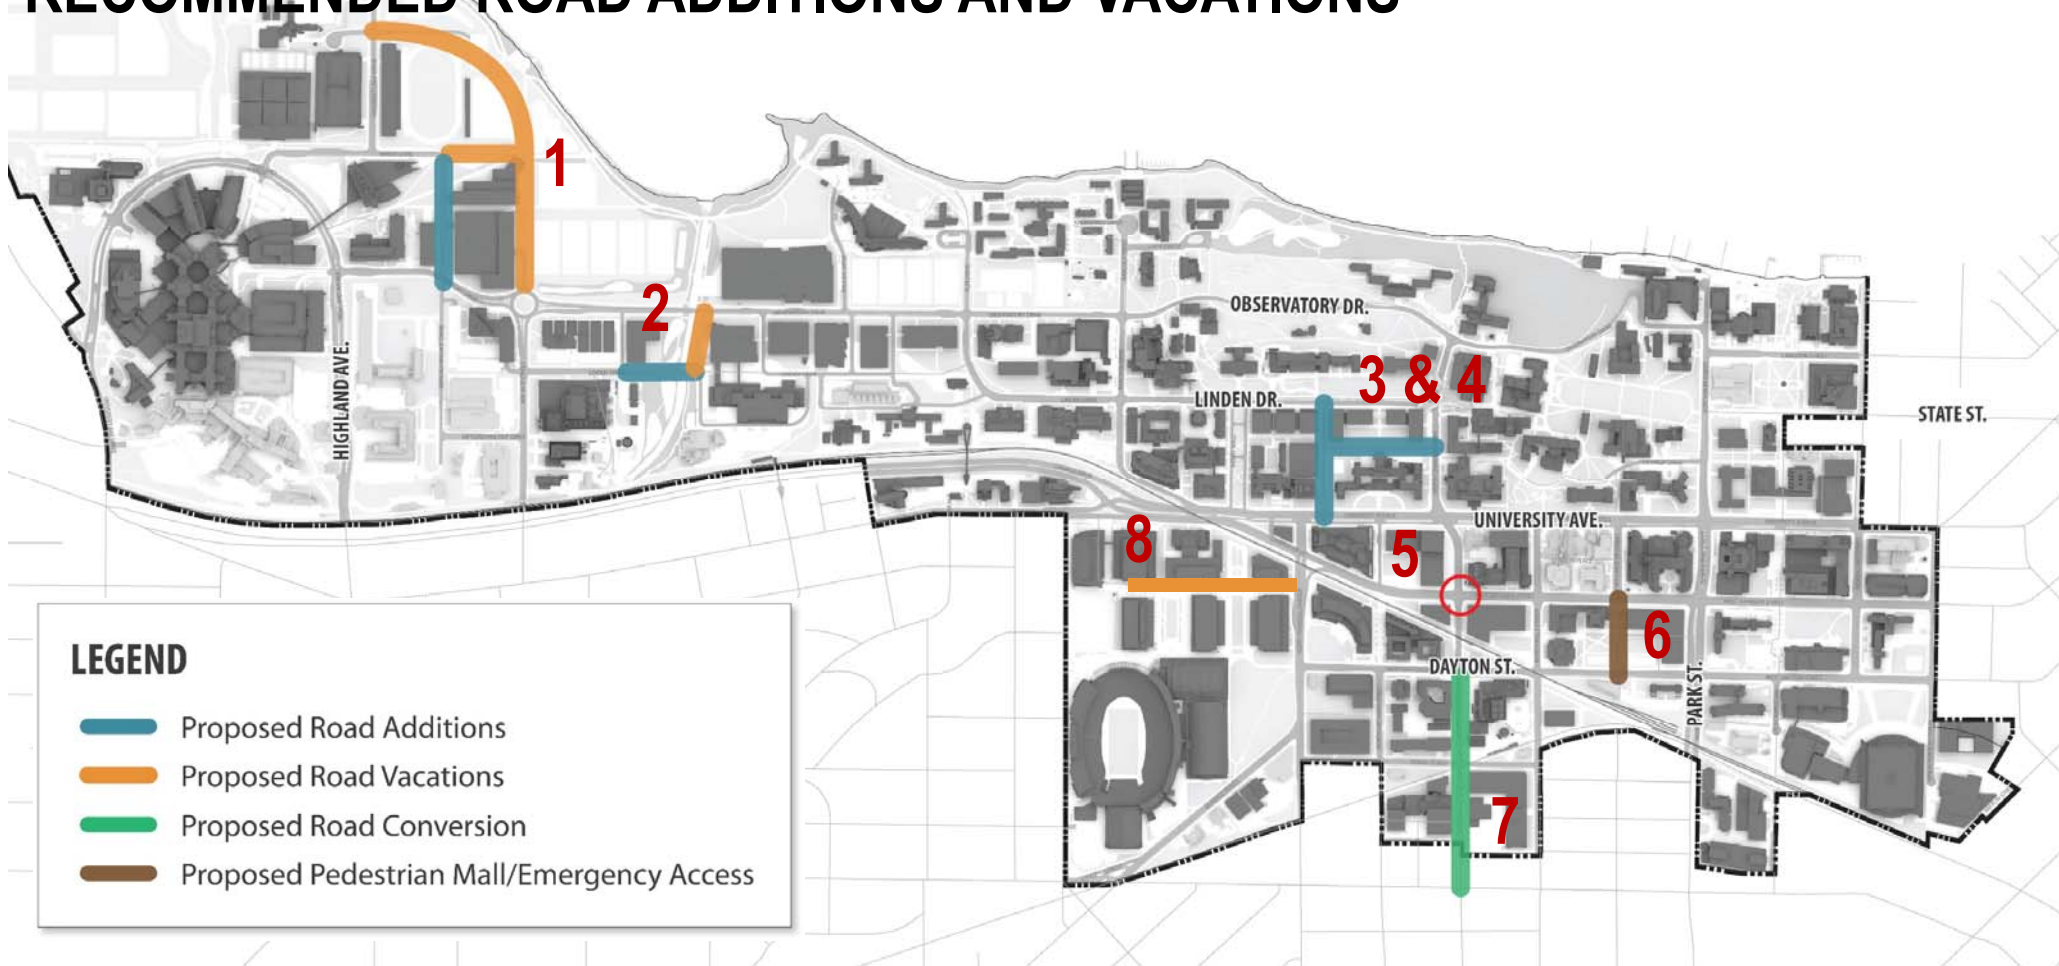 RECOMMENDED ROAD ADDITIONS AND VACATIONS
1
2
OBSERVATORY DR.
3 & 4
LINDEN DR.
HIGHLAND AVE.
STATE ST.
UNIVERSITY AVE.
8
5
6
DAYTON ST.
PARK ST.
7
LEGEND
Proposed Road Additions
Proposed Road Vacations
Proposed Road Conversion
Proposed Pedestrian Mall/Emergency Access